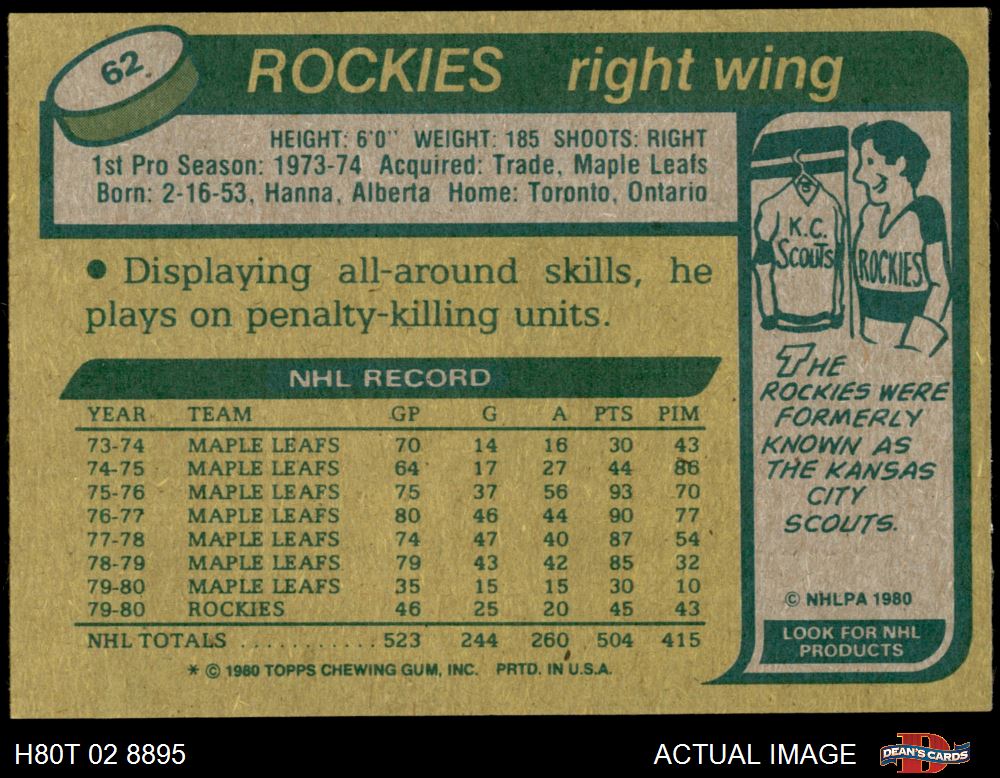 62
ROCKIES right wing
HEIGHT: 6'0" WEIGHT: 185 SHOOTS: RIGHT
1st Pro Season: 1973-74 Acquired: Trade, Maple Leafs
Born: 2-16-53, Hanna, Alberta Home: Toronto, Ontario
• Displaying all-around skills, he
plays on penalty-killing units.
NHL RECORD
YEAR TEAM GP G A PTS PIM
73-74 MAPLE LEAFS 70 14 16 30 43
74-75 MAPLE LEAFS 64 17 27 44 86
75-76 MAPLE LEAFS 75 37 56 93 70
76-77 MAPLE LEAFS 80 46 44 90 77
77-78 MAPLE LEAFS 74 47 40 87 54
78-79 MAPLE LEAFS 79 43 42 85 32
79-80 MAPLE LEAFS 35 15 15 30 10
79-80 ROCKIES 46 25 20 45 43
NHL TOTALS ............ 523 244 260 504 415
* © 1980 TOPPS CHEWING GUM, INC. PRTD. IN U.S.A.
K.C.
SCOUTS
ROCKIES
THE
ROCKIES WERE
FORMERLY
KNOWN AS
THE KANSAS
CITY
SCOUTS.
© NHLPA 1980
LOOK FOR NHL
PRODUCTS
H80T 02 8895
ACTUAL IMAGE
DEAN'S CARDS